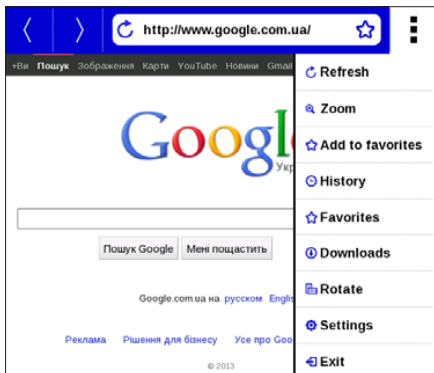 http://www.google.com.ua/
+Ви Пошук Зображення Карти YouTube Новини Gmail
Refresh
Zoom
Add to favorites
History
Favorites
Downloads
Rotate
Settings
Exit
Googl
Укр
Пошук Google Мені пощастить
Google.com.ua на русском Englis
Реклама Рішення для бізнесу Усе про Goo
© 2013